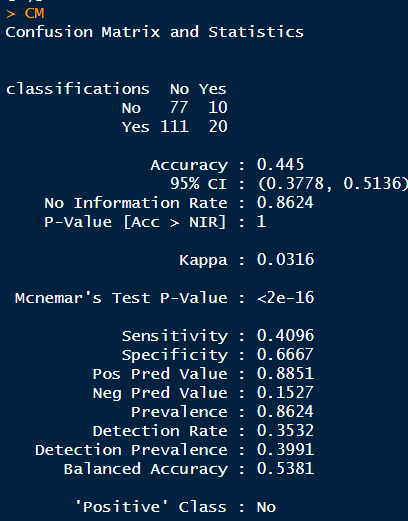 > CM
Confusion Matrix and Statistics
classifications No Yes
No 77 10
Yes 111 20
Accuracy : 0.445
95% CI : (0.3778, 0.5136)
No Information Rate : 0.8624
P-Value [Acc > NIR] : 1
Kappa : 0.0316
Mcnemar's Test P-Value : <2e-16
Sensitivity : 0.4096
Specificity : 0.6667
Pos Pred Value : 0.8851
Neg Pred Value : 0.1527
Prevalence : 0.8624
Detection Rate : 0.3532
Detection Prevalence : 0.3991
Balanced Accuracy : 0.5381
'Positive' Class : No